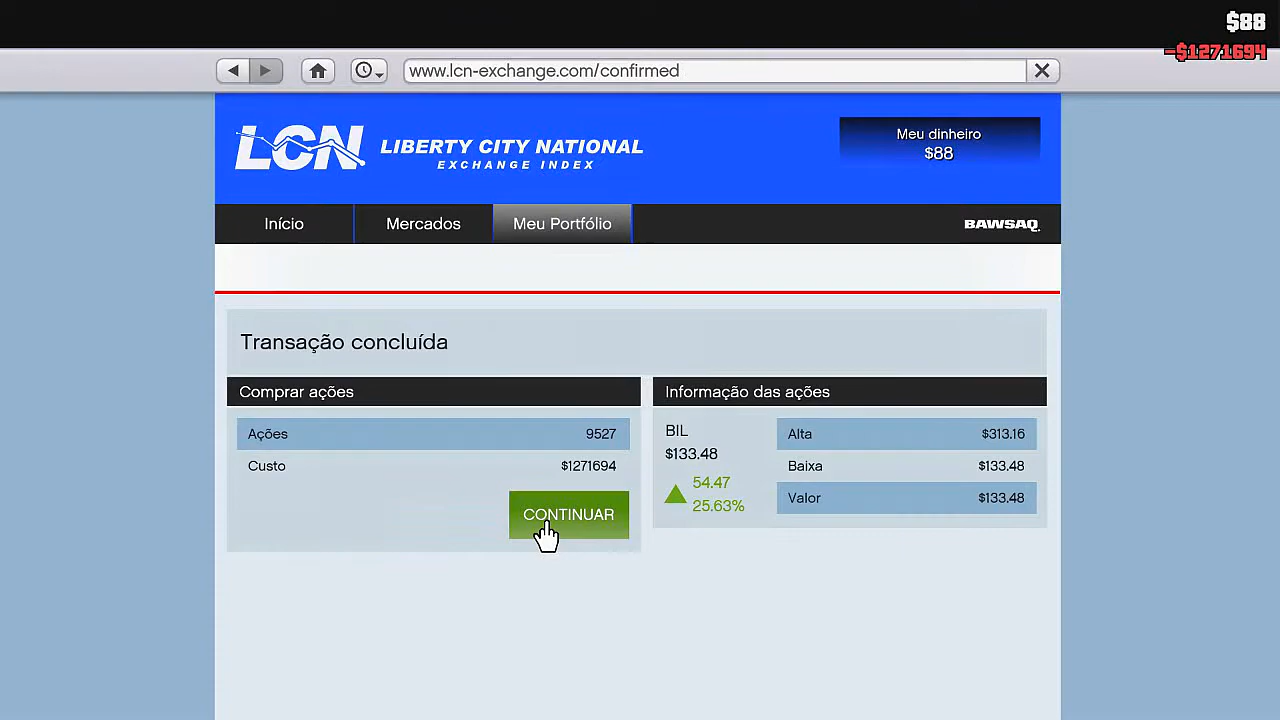 $88
-$1271694
www.lcn-exchange.com/confirmed
LCN
LIBERTY CITY NATIONAL
EXCHANGE INDEX
Meu dinheiro
$88
Início
Mercados
Meu Portfólio
BAWSAQ
Transação concluída
Comprar ações
Ações 9527
Custo $1271694
CONTINUAR
Informação das ações
BIL
$133.48
54.47
25.63%
Alta $313.16
Baixa $133.48
Valor $133.48